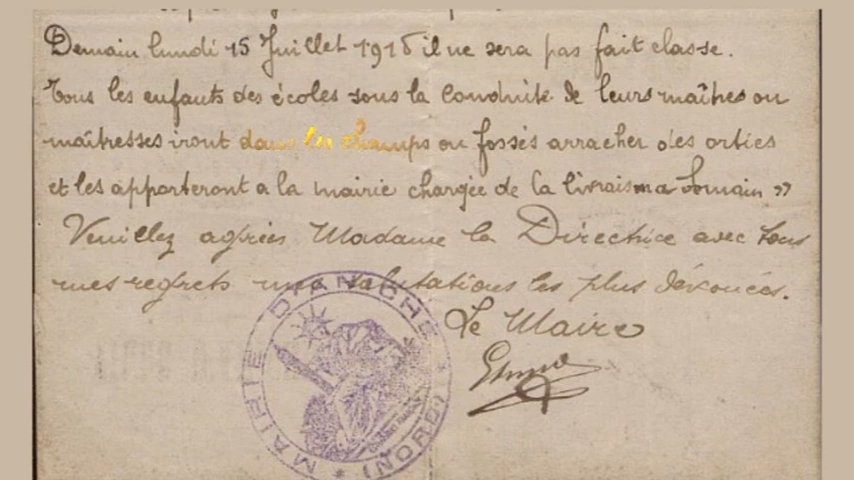 Demain lundi 15 Juillet 1918 il ne sera pas fait classe.
Tous les enfants des écoles sous la conduite de leurs maîtres ou
maîtresses iront dans les champs ou fossés arracher des orties
et les apporteront a la mairie chargée de la livraison a Somain »
Veuillez agréer Madame la Directrice avec tous
mes regrets mes salutations les plus dévouées.
Le Maire
MAIRIE D'ANICHE * (NORD) *